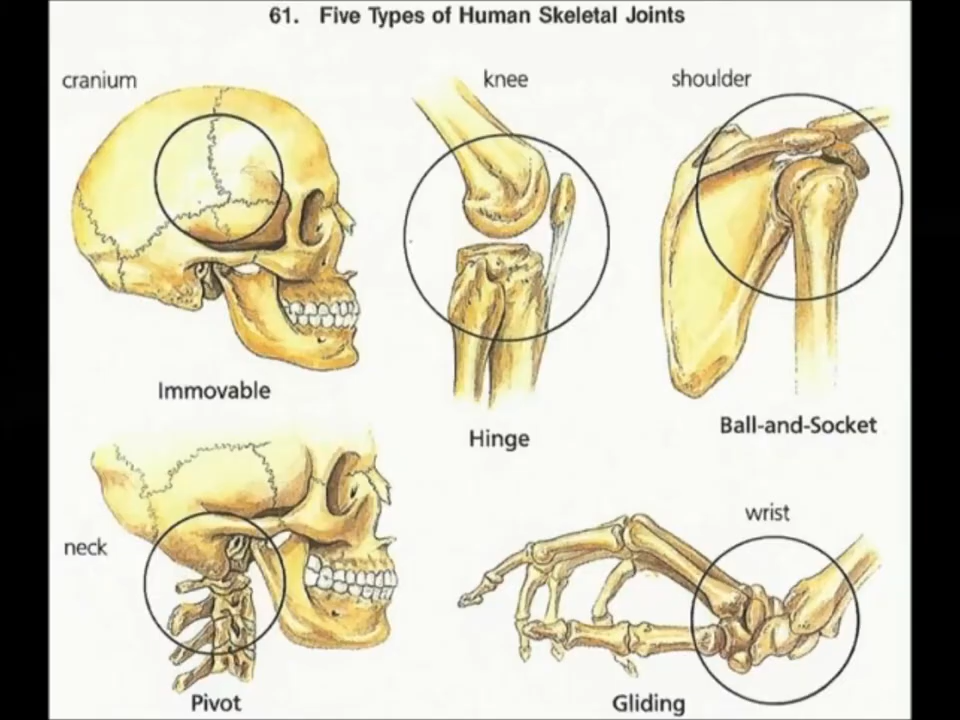 61. Five Types of Human Skeletal Joints
cranium
knee
shoulder
Immovable
Hinge
Ball-and-Socket
neck
wrist
Pivot
Gliding